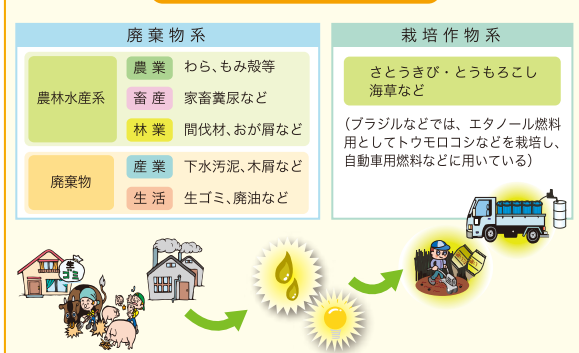 廃棄物系
農林水産系
農業 わら、もみ殻等
畜産 家畜糞尿など
林業 間伐材、おが屑など
廃棄物
産業 下水汚泥、木屑など
生活 生ゴミ、廃油など
栽培作物系
さとうきび・とうもろこし
海草など
（ブラジルなどでは、エタノール燃料
用としてトウモロコシなどを栽培し、
自動車用燃料などに用いている）
生ゴミ